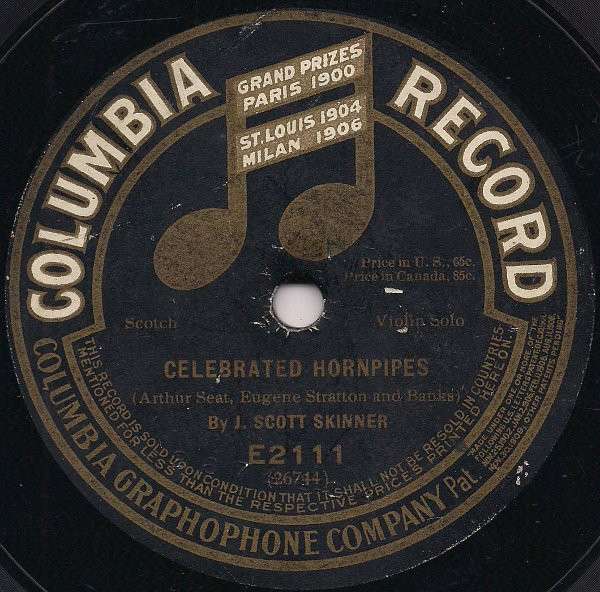 COLUMBIA RECORD
GRAND PRIZES
PARIS 1900
ST. LOUIS 1904
MILAN 1906
Price in U. S., 65c.
Price in Canada, 85c.
Scotch
Violin Solo
CELEBRATED HORNPIPES
(Arthur Seat, Eugene Stratton and Banks)
By J. SCOTT SKINNER
E2111
(26744)
THIS RECORD IS SOLD UPON CONDITION THAT IT SHALL NOT BE RESOLD IN COUNTRIES
MENTIONED FOR LESS THAN THE RESPECTIVE PRICES PRINTED HEREON.
COLUMBIA GRAPHOPHONE COMPANY Pat.